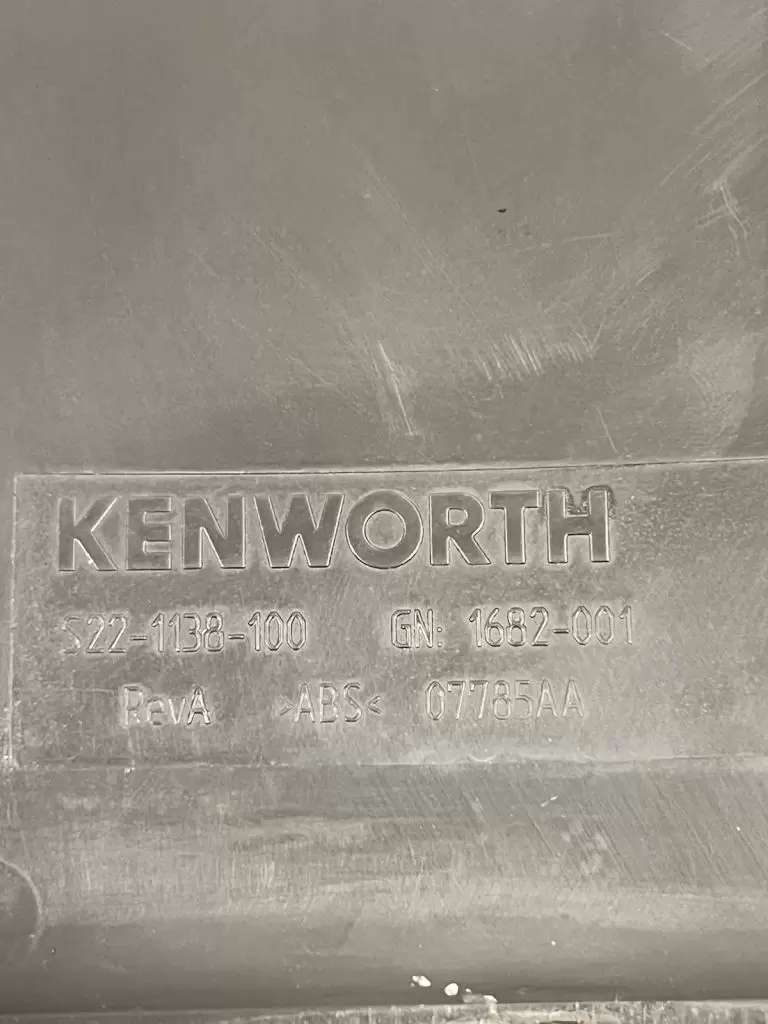 KENWORTH
S22-1138-100 GN: 1682-001
RevA >ABS< 07785AA